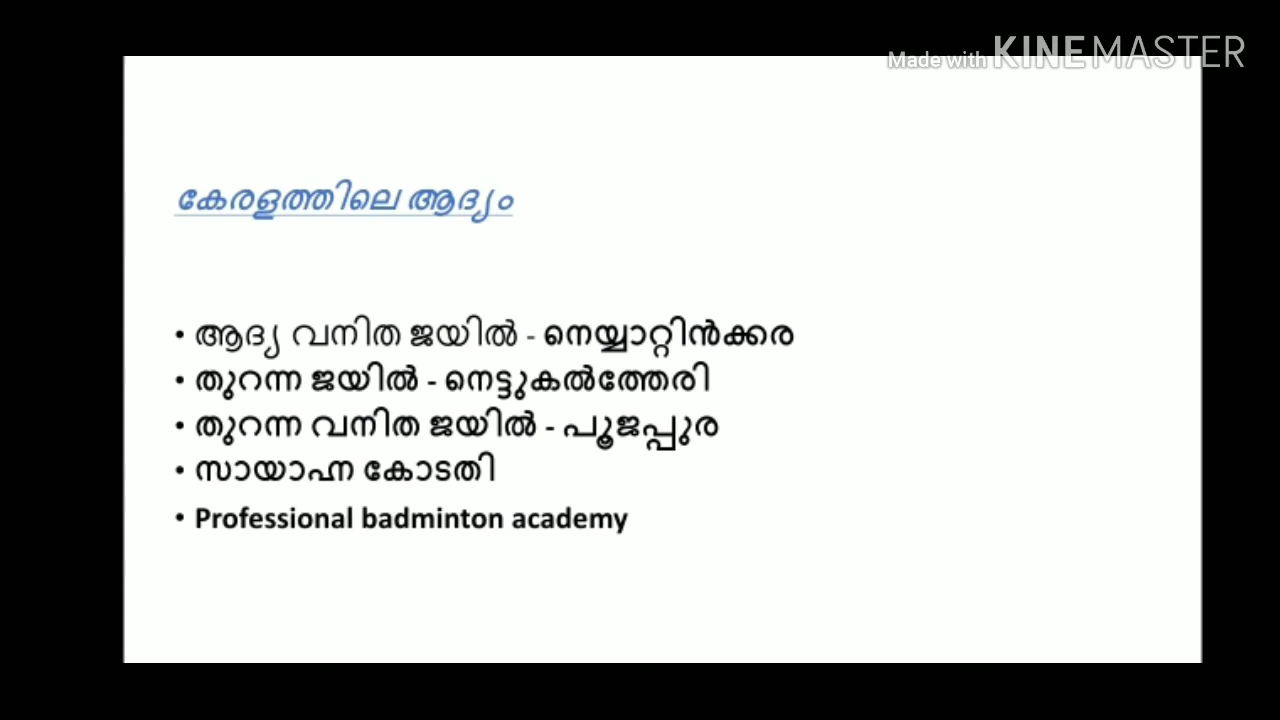 Made with KINEMASTER
കേരളത്തിലെ ആദ്യം
• ആദ്യ വനിത ജയിൽ - നെയ്യാറ്റിൻക്കര
• തുറന്ന ജയിൽ - നെട്ടുകൽത്തേരി
• തുറന്ന വനിത ജയിൽ - പൂജപ്പുര
• സായാഹ്ന കോടതി
• Professional badminton academy